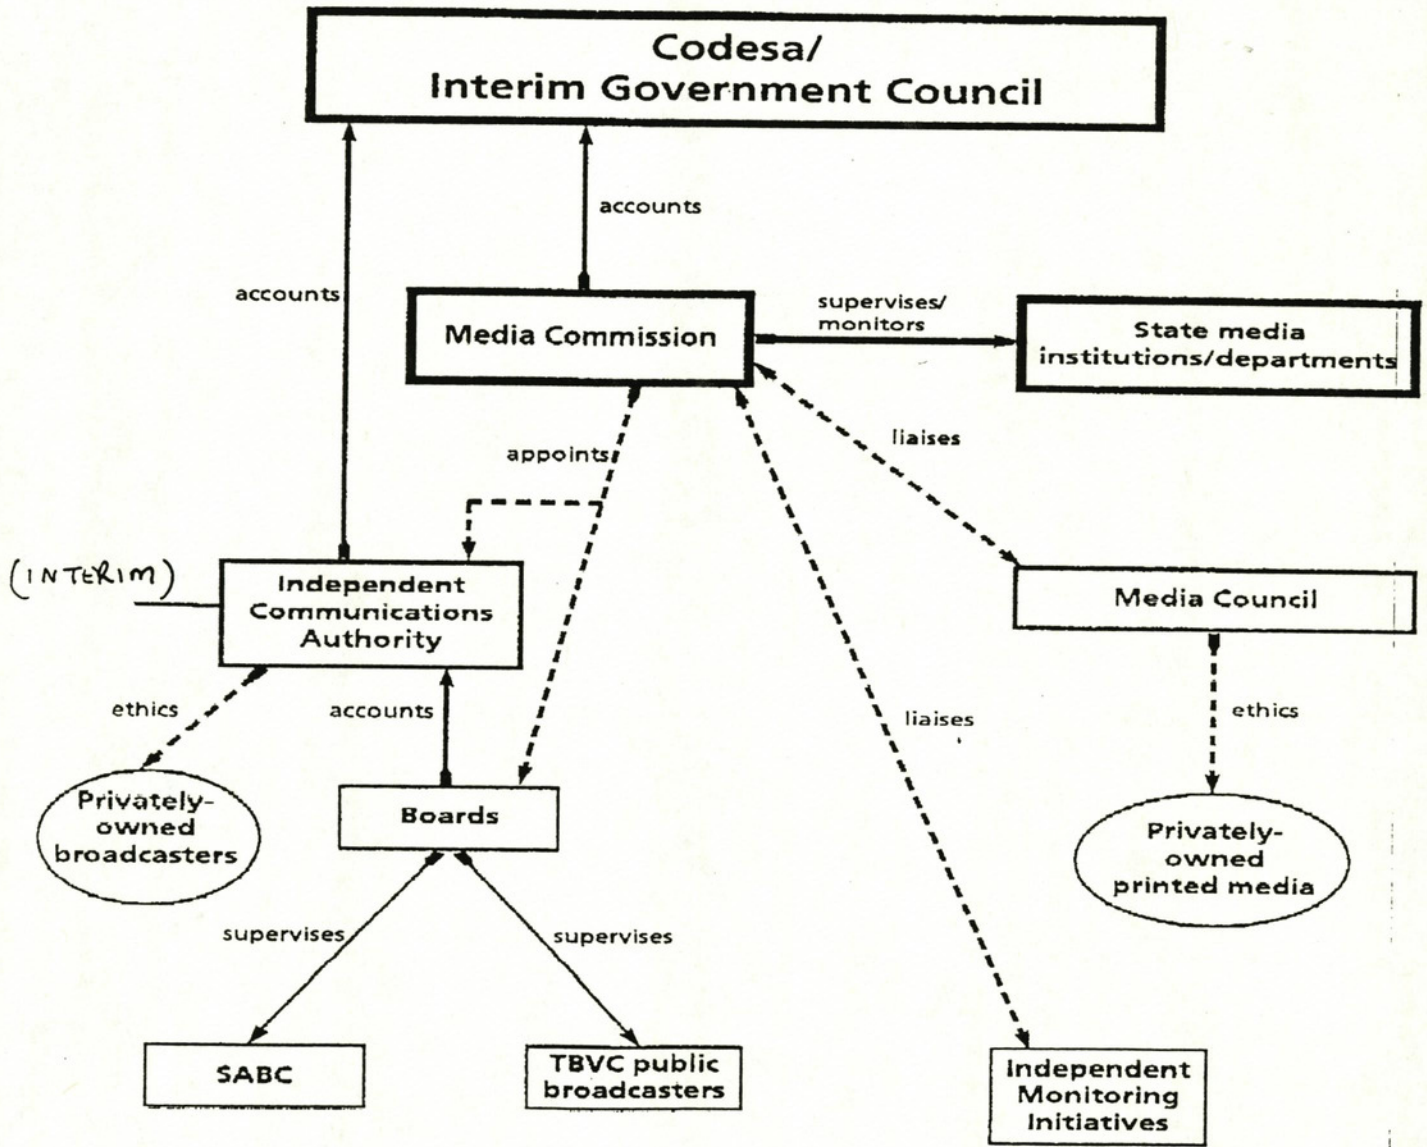 Codesa/
Interim Government Council
accounts
accounts
Media Commission
supervises/
monitors
State media
institutions/departments
liaises
appoints
(INTERIM)
Independent
Communications
Authority
Media Council
ethics
accounts
liaises
ethics
Privately-
owned
broadcasters
Boards
Privately-
owned
printed media
supervises
supervises
SABC
TBVC public
broadcasters
Independent
Monitoring
Initiatives